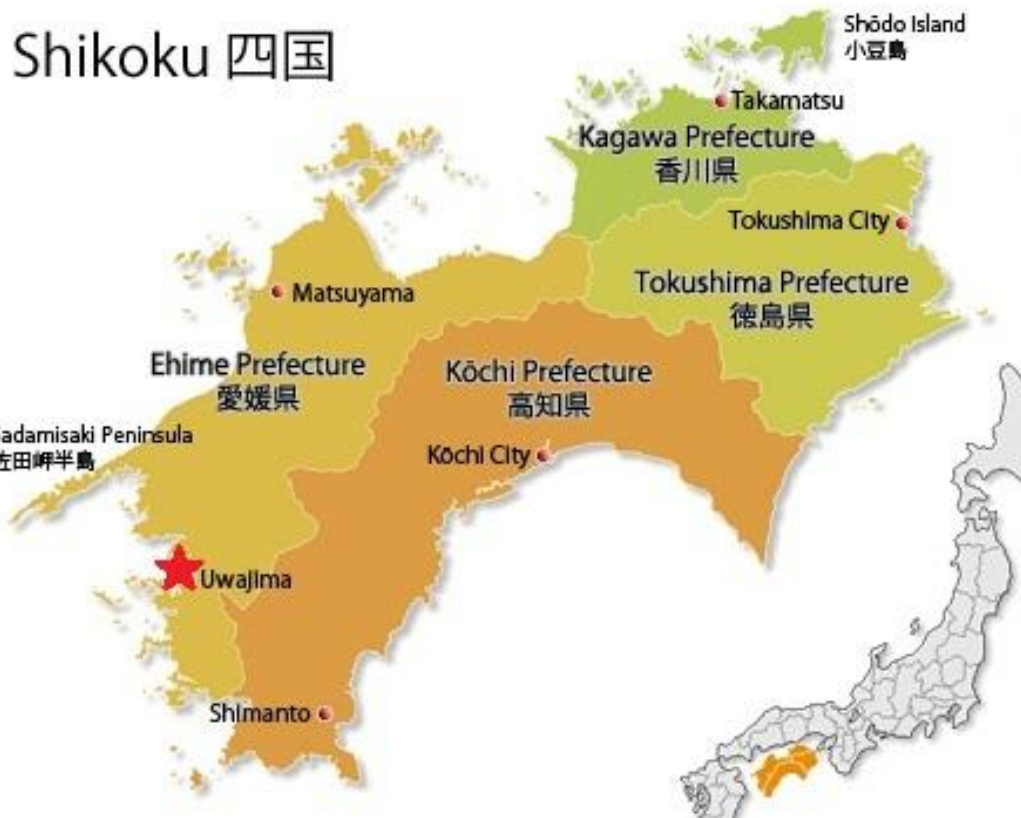 Shikoku 四国
Shōdo Island
小豆島
Takamatsu
Kagawa Prefecture
香川県
Tokushima City
Tokushima Prefecture
徳島県
Matsuyama
Ehime Prefecture
愛媛県
Kōchi Prefecture
高知県
adamisaki Peninsula
佐田岬半島
Kōchi City
Uwajima
Shimanto